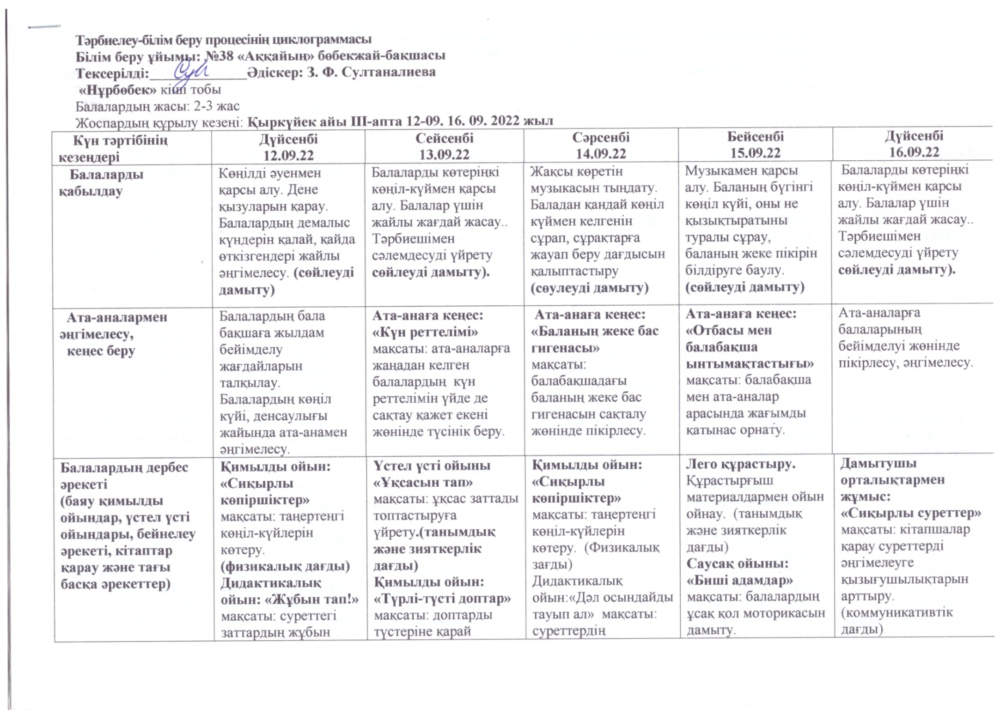 Тәрбиелеу-білім беру процесінің циклограммасы
Білім беру ұйымы: №38 «Аққайың» бөбекжай-бақшасы
Тексерілді:______________Әдіскер: З. Ф. Султаналиева
«Нұрбөбек» кіші тобы
Балалардың жасы: 2-3 жас
Жоспардың құрылу кезеңі: Қыркүйек айы III-апта 12-09. 16. 09. 2022 жыл
Күн тәртібінің
кезеңдері
Дүйсенбі
12.09.22
Сейсенбі
13.09.22
Сәрсенбі
14.09.22
Бейсенбі
15.09.22
Дүйсенбі
16.09.22
Балаларды
қабылдау
Көңілді әуенмен
қарсы алу. Дене
қызуларын қарау.
Балалардың демалыс
күндерін қалай, қайда
өткізгендері жайлы
әңгімелесу. (сөйлеуді
дамыту)
Балаларды көтеріңкі
көңіл-күймен қарсы
алу. Балалар үшін
жайлы жағдай жасау..
Тәрбиешімен
сәлемдесуді үйрету
сөйлеуді дамыту).
Жақсы көретін
музыкасын тыңдату.
Баладан қандай көңіл
күймен келгенін
сұрап, сұрақтарға
жауап беру дағдысын
қалыптастыру
(сөулеуді дамыту)
Музыкамен қарсы
алу. Баланың бүгінгі
көңіл күйі, оны не
қызықтыратыны
туралы сұрау,
баланың жеке пікірін
білдіруге баулу.
(сөйлеуді дамыту)
Балаларды көтеріңкі
көңіл-күймен қарсы
алу. Балалар үшін
жайлы жағдай жасау..
Тәрбиешімен
сәлемдесуді үйрету
сөйлеуді дамыту).
Ата-аналармен
әңгімелесу,
кеңес беру
Балалардың бала
бақшаға жылдам
бейімделу
жағдайларын
талқылау.
Балалардың көңіл
күйі, денсаулығы
жайында ата-анамен
әңгімелесу.
Ата-анаға кеңес:
«Күн реттелімі»
мақсаты: ата-аналарға
жаңадан келген
балалардың күн
реттелімін үйде де
сақтау қажет екені
жөнінде түсінік беру.
Ата-анаға кеңес:
«Баланың жеке бас
гигенасы»
мақсаты:
балабақшадағы
баланың жеке бас
гигенасын сақталу
жөнінде пікірлесу.
Ата-анаға кеңес:
«Отбасы мен
балабақша
ынтымақтастығы»
мақсаты: балабақша
мен ата-аналар
арасында жағымды
қатынас орнату.
Ата-аналарға
балаларының
бейімделуі жөнінде
пікірлесу, әңгімелесу.
Балалардың дербес
әрекеті
(баяу қимылды
ойындар, үстел үсті
ойындары, бейнелеу
әрекеті, кітаптар
қарау және тағы
басқа әрекеттер)
Қимылды ойын:
«Сиқырлы
көпіршіктер»
мақсаты: таңертеңгі
көңіл-күйлерін
көтеру.
(физикалық дағды)
Дидактикалық
ойын: «Жұбын тап!»
мақсаты: суреттегі
заттардың жұбын
Үстел үсті ойыны
«Ұқсасын тап»
мақсаты: ұқсас заттады
топтастыруға
үйрету.(танымдық
және зияткерлік
дағды)
Қимылды ойын:
«Түрлі-түсті доптар»
мақсаты: доптарды
түстеріне қарай
Қимылды ойын:
«Сиқырлы
көпіршіктер»
мақсаты: таңертеңгі
көңіл-күйлерін
көтеру. (Физикалық
зағды)
Дидактикалық
ойын:«Дәл осындайды
тауып ал» мақсаты:
суреттердің
Лего құрастыру.
Құрастырғыш
материалдармен ойын
ойнау. (танымдық
және зияткерлік
дағды)
Саусақ ойыны:
«Биші адамдар»
мақсаты: балалардың
ұсақ қол моторикасын
дамыту.
Дамытушы
орталықтармен
жұмыс:
«Сиқырлы суреттер»
мақсаты: кітапшалар
қарау суреттерді
әңгімелеуге
қызығушылықтарын
арттыру.
(коммуникативтік
дағды)